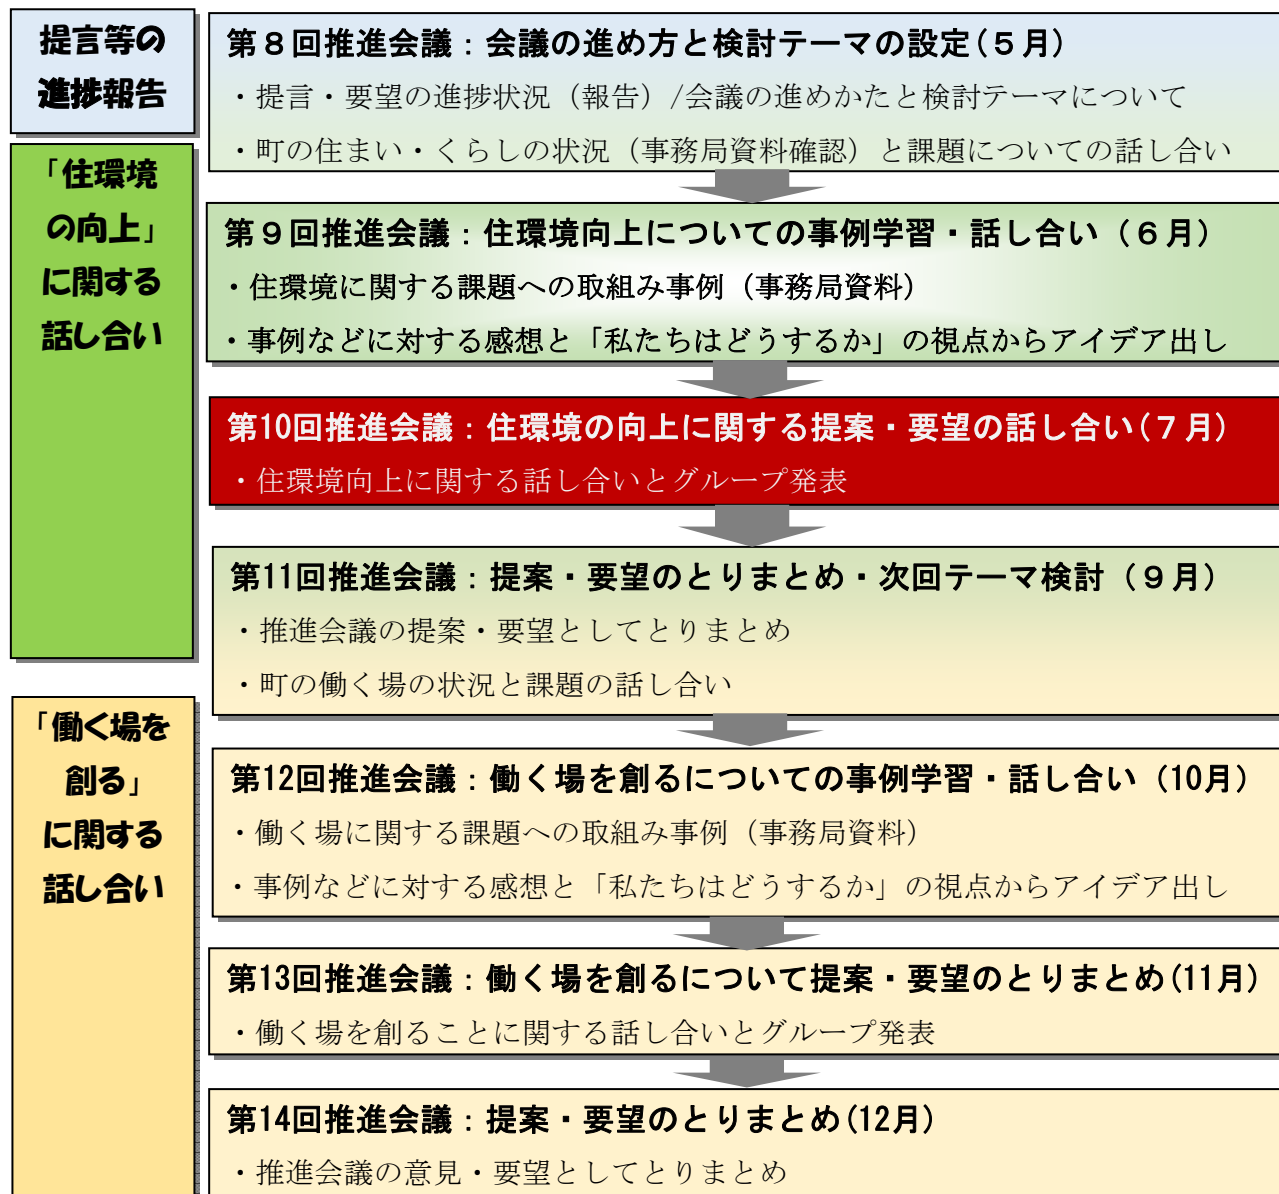 提言等の
進捗報告
第８回推進会議：会議の進め方と検討テーマの設定(５月)
・提言・要望の進捗状況（報告）/会議の進めかたと検討テーマについて
・町の住まい・くらしの状況（事務局資料確認）と課題についての話し合い
「住環境
の向上」
に関する
話し合い
第９回推進会議：住環境向上についての事例学習・話し合い（６月）
・住環境に関する課題への取組み事例（事務局資料）
・事例などに対する感想と「私たちはどうするか」の視点からアイデア出し
第10回推進会議：住環境の向上に関する提案・要望の話し合い(７月)
・住環境向上に関する話し合いとグループ発表
第11回推進会議：提案・要望のとりまとめ・次回テーマ検討（９月）
・推進会議の提案・要望としてとりまとめ
・町の働く場の状況と課題の話し合い
「働く場を
創る」
に関する
話し合い
第12回推進会議：働く場を創るについての事例学習・話し合い（10月）
・働く場に関する課題への取組み事例（事務局資料）
・事例などに対する感想と「私たちはどうするか」の視点からアイデア出し
第13回推進会議：働く場を創るについて提案・要望のとりまとめ(11月)
・働く場を創ることに関する話し合いとグループ発表
第14回推進会議：提案・要望のとりまとめ(12月)
・推進会議の意見・要望としてとりまとめ